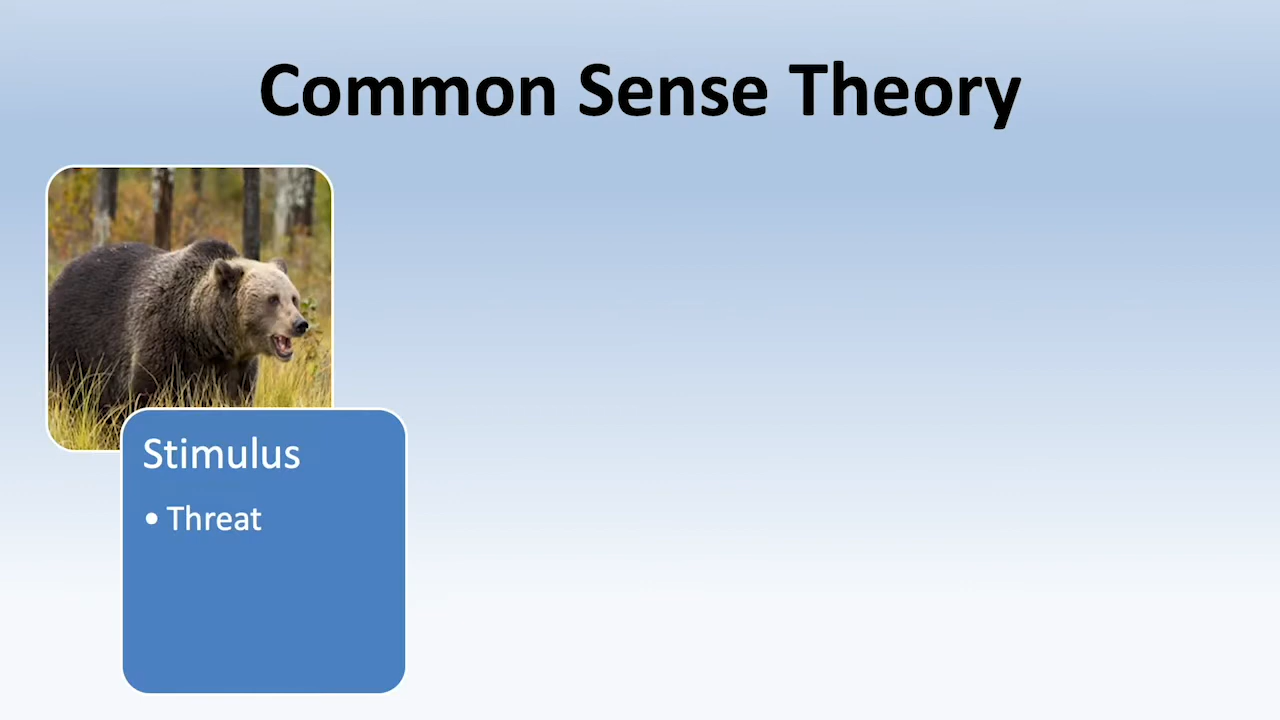 Common Sense Theory
Stimulus
• Threat